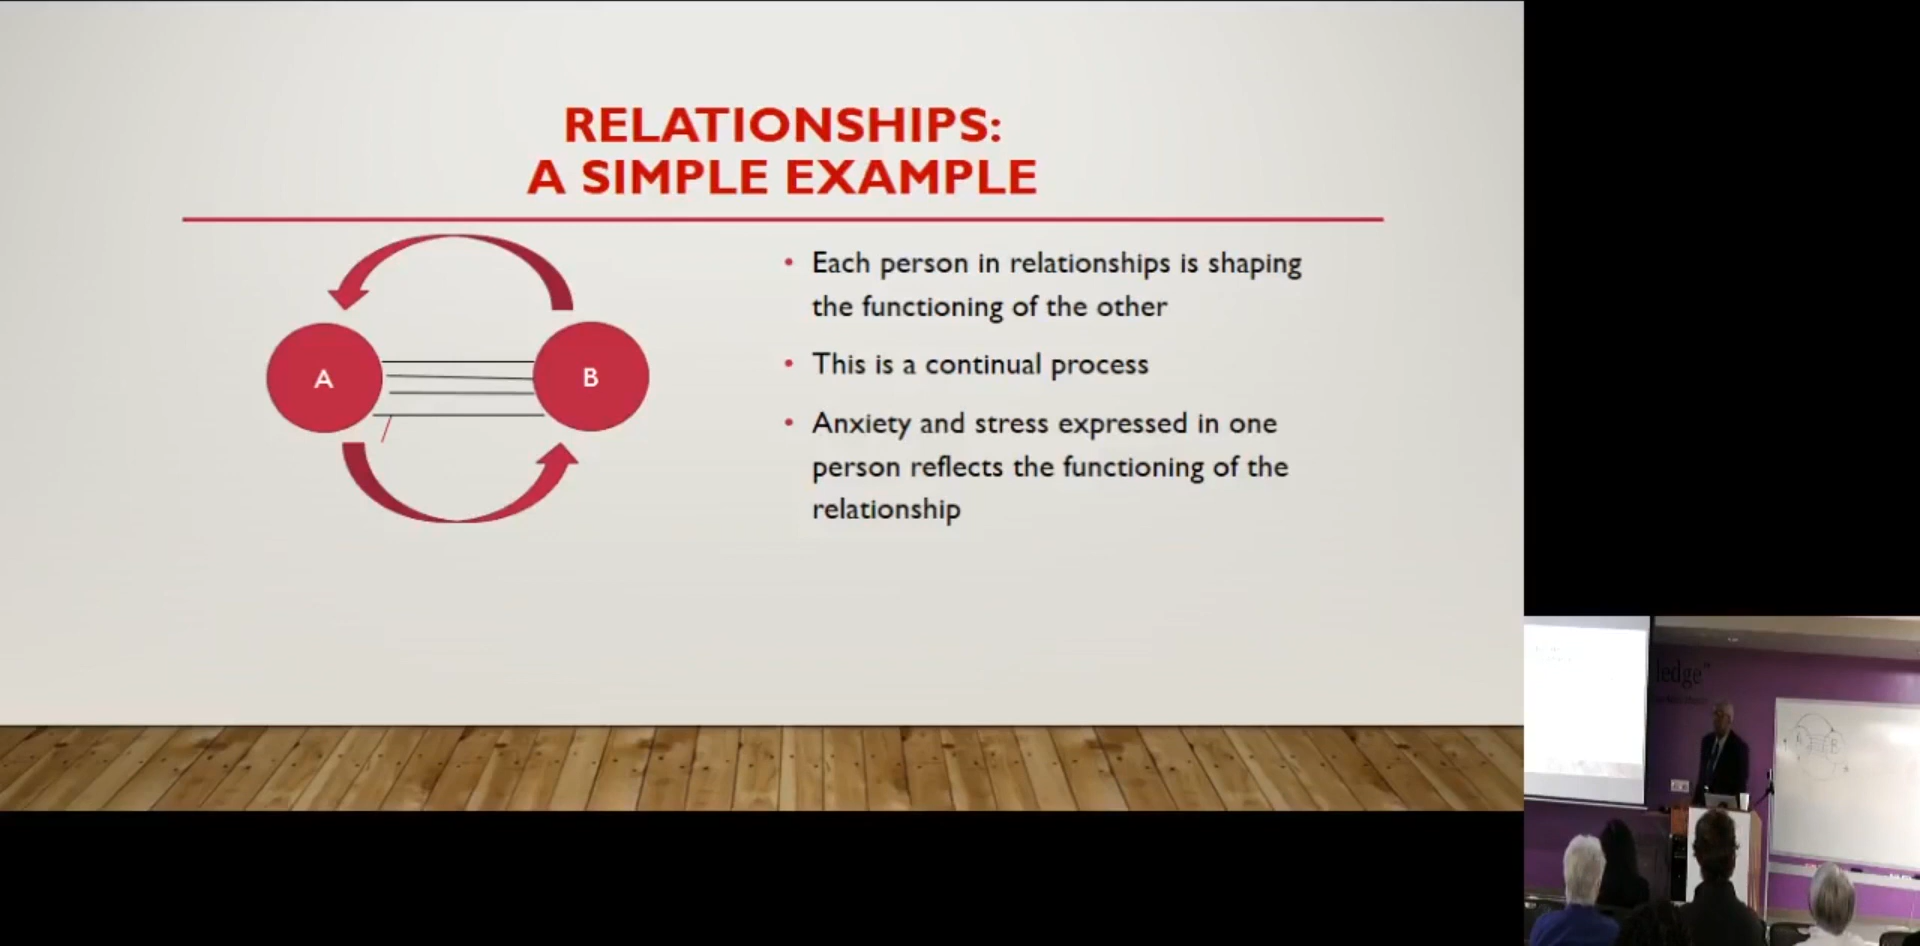 RELATIONSHIPS:
A SIMPLE EXAMPLE
A
B
• Each person in relationships is shaping
the functioning of the other
• This is a continual process
• Anxiety and stress expressed in one
person reflects the functioning of the
relationship
ledge"
B